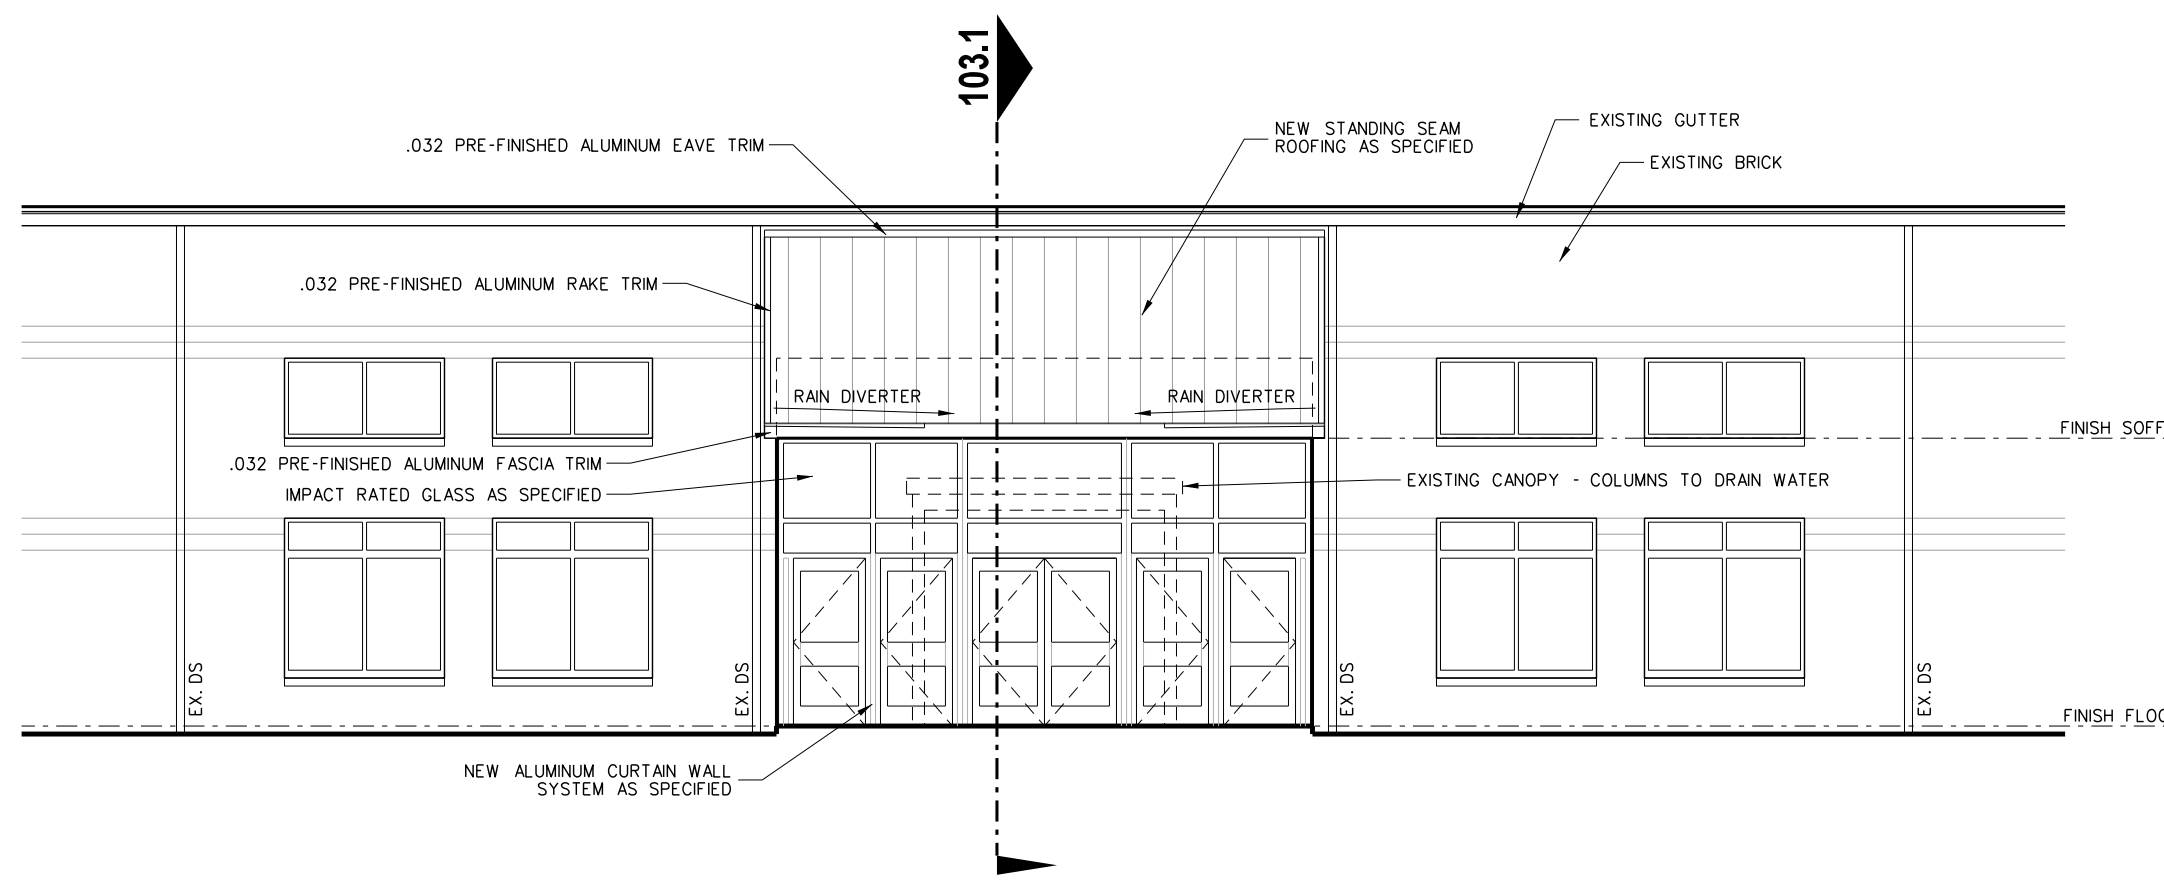 103.1
.032 PRE-FINISHED ALUMINUM EAVE TRIM
NEW STANDING SEAM
ROOFING AS SPECIFIED
EXISTING GUTTER
EXISTING BRICK
.032 PRE-FINISHED ALUMINUM RAKE TRIM
RAIN DIVERTER
RAIN DIVERTER
FINISH SOFF
.032 PRE-FINISHED ALUMINUM FASCIA TRIM
IMPACT RATED GLASS AS SPECIFIED
EXISTING CANOPY - COLUMNS TO DRAIN WATER
EX. DS
EX. DS
EX. DS
EX. DS
FINISH FLOO
NEW ALUMINUM CURTAIN WALL
SYSTEM AS SPECIFIED